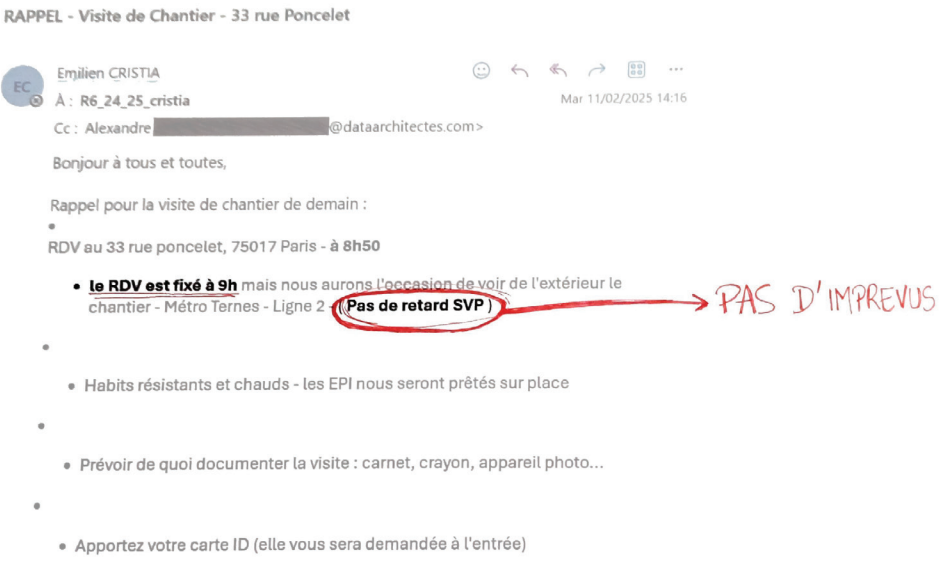 RAPPEL - Visite de Chantier - 33 rue Poncelet
EC
Emilien CRISTIA
À : R6_24_25_cristia
Mar 11/02/2025 14:16
Cc : Alexandre @dataarchitectes.com>
Bonjour à tous et toutes,
Rappel pour la visite de chantier de demain :
RDV au 33 rue poncelet, 75017 Paris - à 8h50
• le RDV est fixé à 9h mais nous aurons l'occasion de voir de l'extérieur le
chantier - Métro Ternes - Ligne 2 - (Pas de retard SVP)
PAS D'IMPREVUS
• Habits résistants et chauds - les EPI nous seront prêtés sur place
• Prévoir de quoi documenter la visite : carnet, crayon, appareil photo...
• Apportez votre carte ID (elle vous sera demandée à l'entrée)